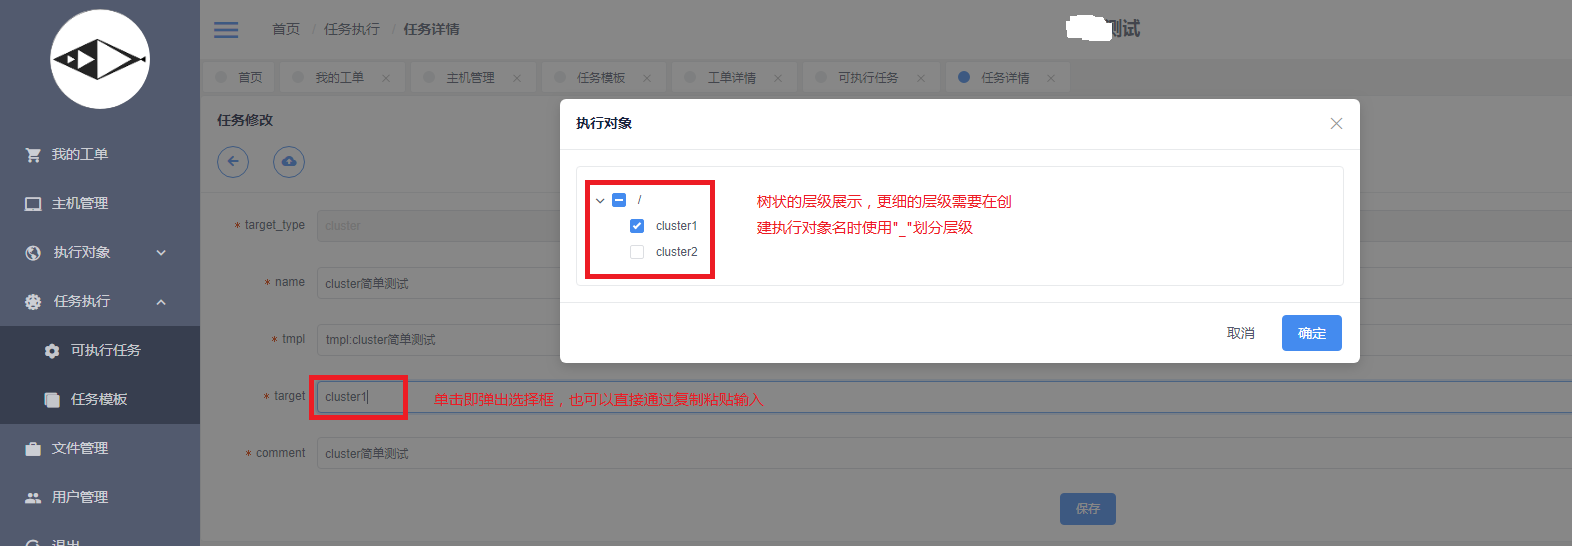 首页 / 任务执行 / 任务详情
测试
首页 我的工单 主机管理 任务模板 工单详情 可执行任务 任务详情
我的工单
主机管理
执行对象
任务执行
可执行任务
任务模板
文件管理
用户管理
退出
任务修改
* target_type cluster
* name cluster简单测试
* tmpl tmpl:cluster简单测试
* target cluster1
单击即弹出选择框，也可以直接通过复制粘贴输入
* comment cluster简单测试
保存
执行对象
/
cluster1
cluster2
树状的层级展示，更细的层级需要在创
建执行对象名时使用"_"划分层级
取消 确定